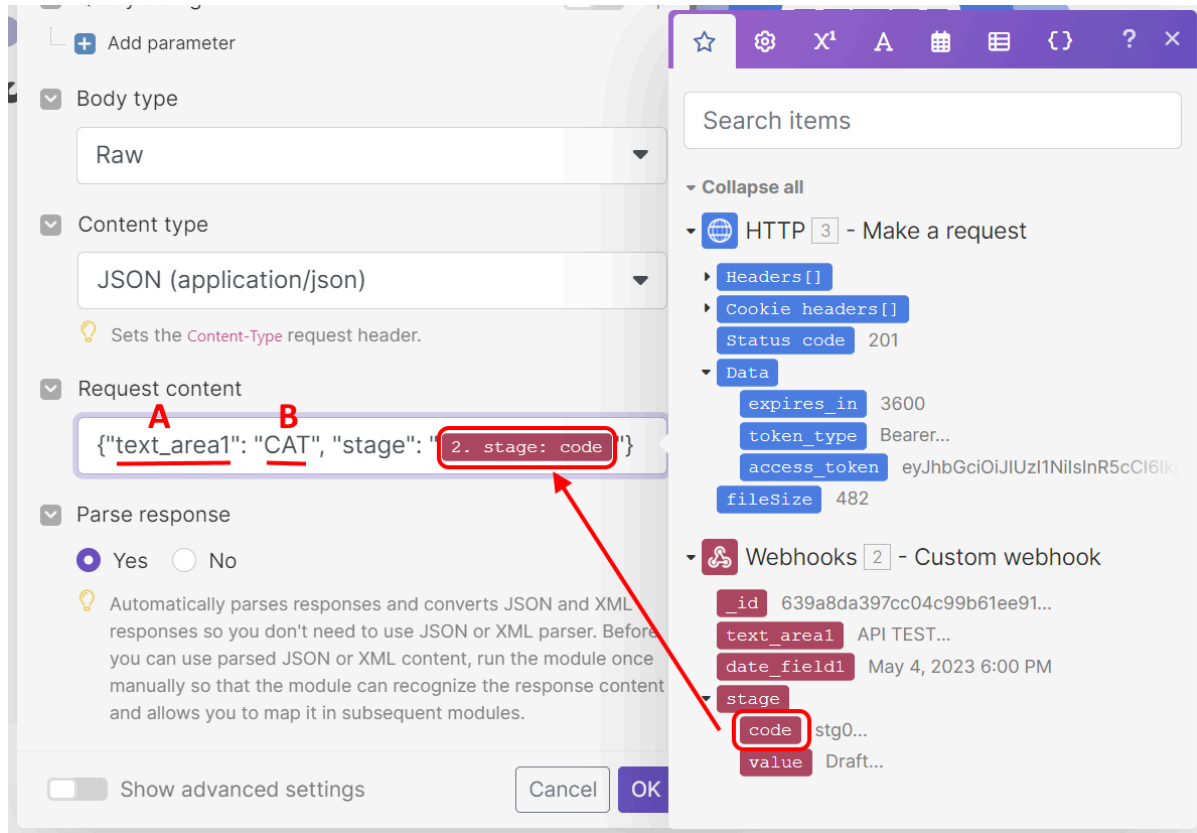 Add parameter
Body type
Raw
Content type
JSON (application/json)
Sets the Content-Type request header.
Request content
A B
{"text_area1": "CAT", "stage": "2. stage: code"}
Parse response
Yes No
Automatically parses responses and converts JSON and XML
responses so you don't need to use JSON or XML parser. Before
you can use parsed JSON or XML content, run the module once
manually so that the module can recognize the response content
and allows you to map it in subsequent modules.
Show advanced settings
Cancel
OK
X¹ A {} ? ×
Search items
Collapse all
HTTP 3 - Make a request
Headers[]
Cookie headers[]
Status code 201
Data
expires_in 3600
token_type Bearer...
access_token
fileSize 482
Webhooks 2 - Custom webhook
_id 639a8da397cc04c99b61ee91...
text_area1 API TEST...
date_field1 May 4, 2023 6:00 PM
stage
code stg0...
value Draft...